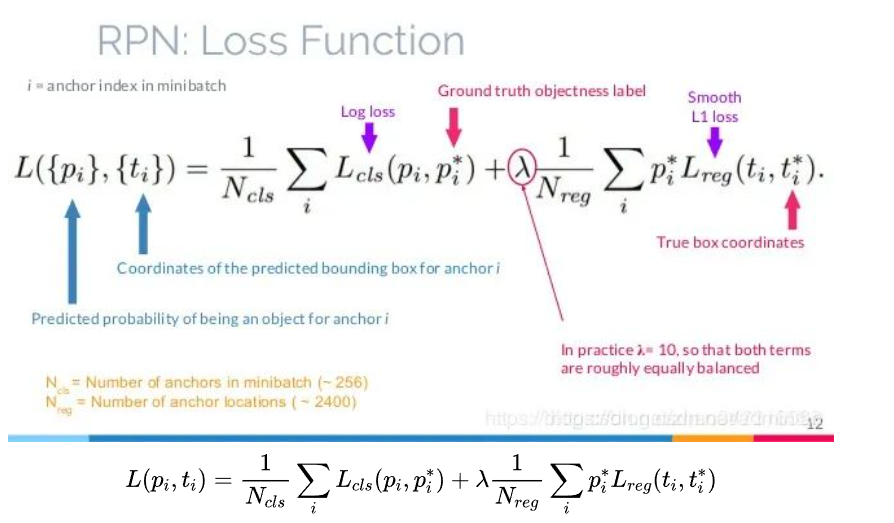 RPN: Loss Function
i = anchor index in minibatch
Ground truth objectness label
Log loss
Smooth
L1 loss
L({p_i}, {t_i}) = \frac{1}{N_{cls}} \sum_i L_{cls}(p_i, p_i^*) + λ \frac{1}{N_{reg}} \sum_i p_i^* L_{reg}(t_i, t_i^*).
True box coordinates
Coordinates of the predicted bounding box for anchor i
Predicted probability of being an object for anchor i
In practice λ= 10, so that both terms
are roughly equally balanced
N_{cls} = Number of anchors in minibatch (~ 256)
N_{reg} = Number of anchor locations ( ~ 2400)
12
L(p_i, t_i) = \frac{1}{N_{cls}} \sum_i L_{cls}(p_i, p_i^*) + λ \frac{1}{N_{reg}} \sum_i p_i^* L_{reg}(t_i, t_i^*)